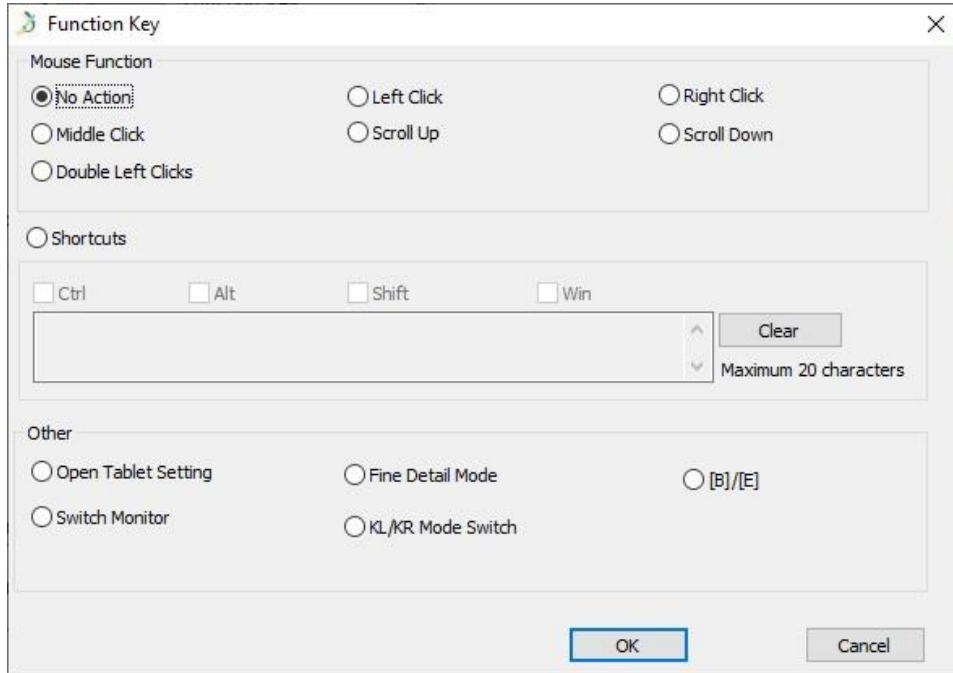 Function Key
Mouse Function
No Action Left Click Right Click
Middle Click Scroll Up Scroll Down
Double Left Clicks
Shortcuts
Ctrl Alt Shift Win
Clear
Maximum 20 characters
Other
Open Tablet Setting Fine Detail Mode [B]/[E]
Switch Monitor KL/KR Mode Switch
OK Cancel